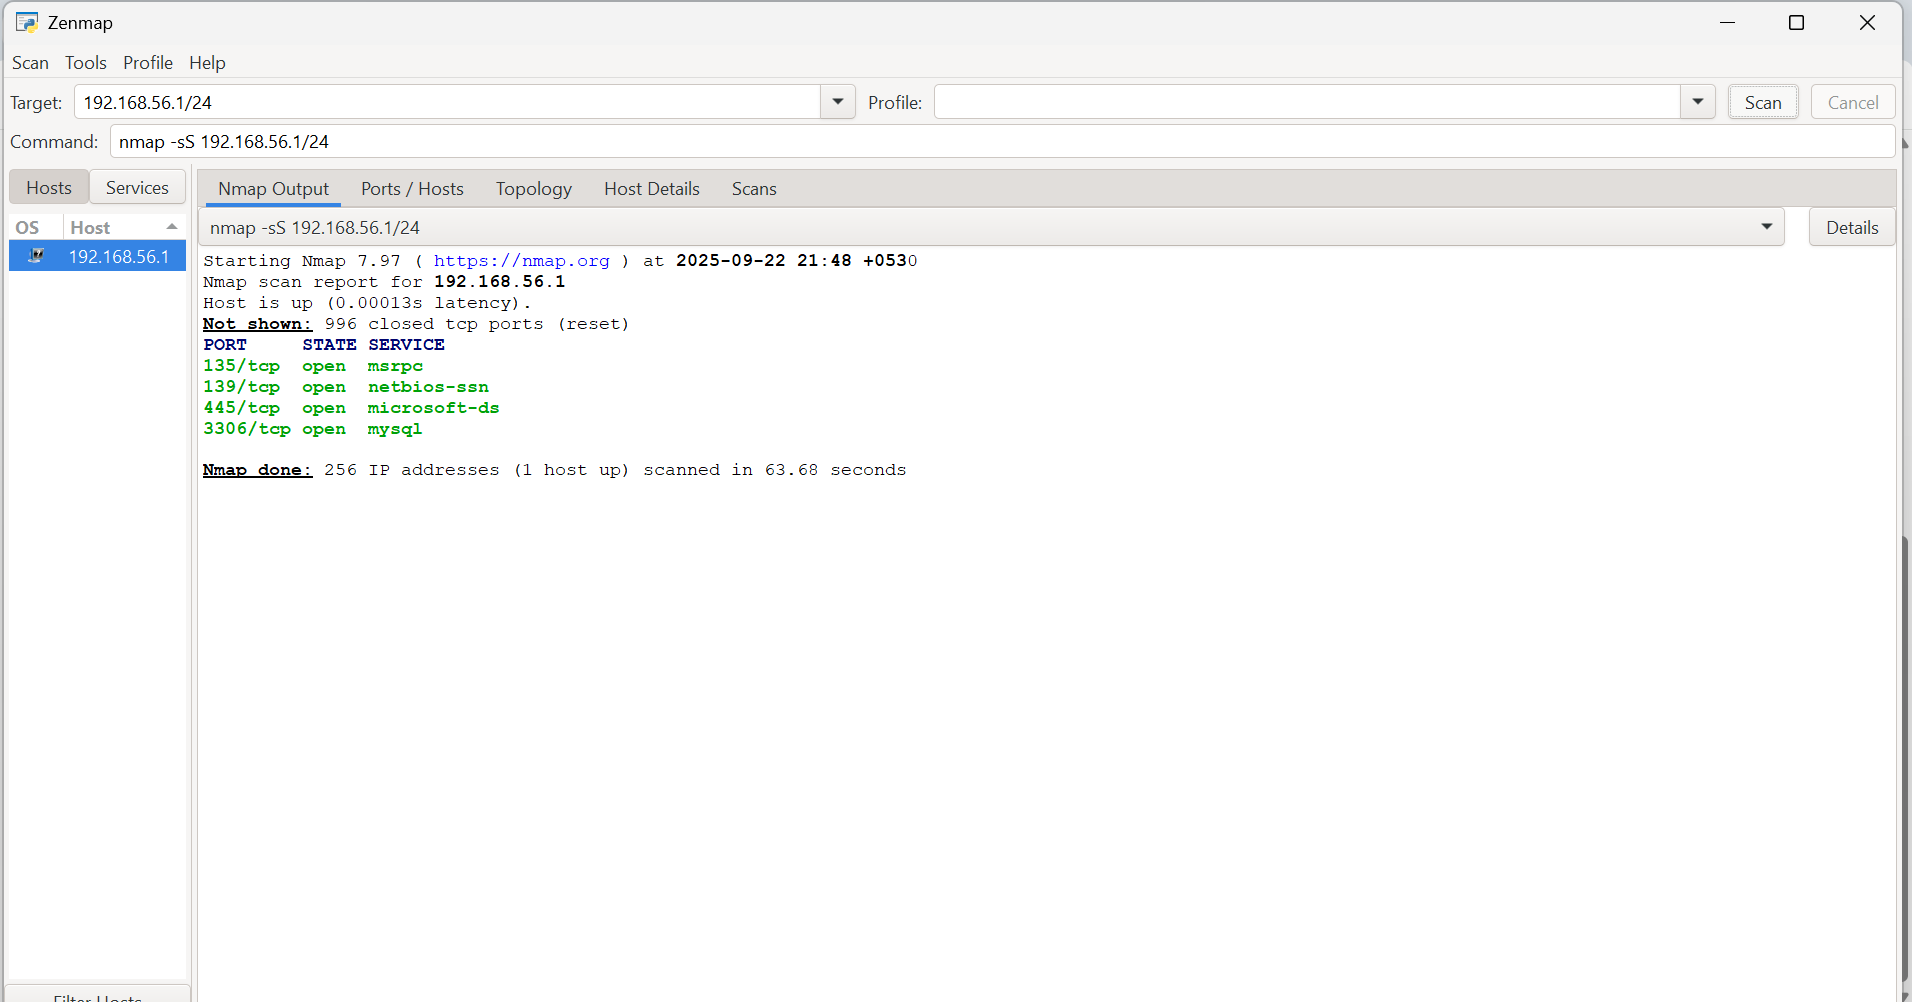 Zenmap
Scan Tools Profile Help
Target: 192.168.56.1/24 Profile: Scan Cancel
Command: nmap -sS 192.168.56.1/24
Hosts Services
Nmap Output Ports / Hosts Topology Host Details Scans
OS Host
192.168.56.1
nmap -sS 192.168.56.1/24 Details
Starting Nmap 7.97 ( https://nmap.org ) at 2025-09-22 21:48 +0530
Nmap scan report for 192.168.56.1
Host is up (0.00013s latency).
Not shown: 996 closed tcp ports (reset)
PORT STATE SERVICE
135/tcp open msrpc
139/tcp open netbios-ssn
445/tcp open microsoft-ds
3306/tcp open mysql
Nmap done: 256 IP addresses (1 host up) scanned in 63.68 seconds
Filter Hosts